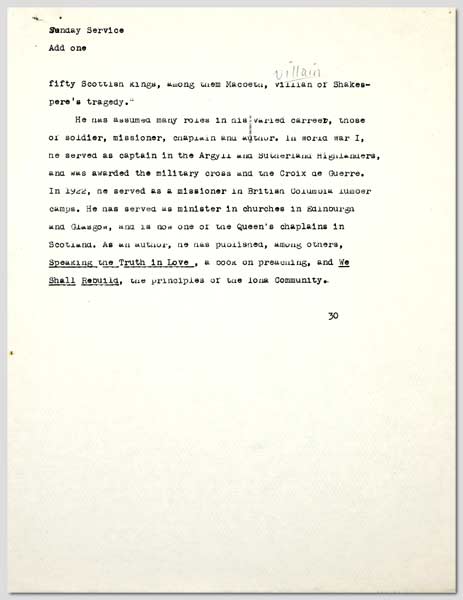 Sunday Service
Add one
villain
fifty Scottish kings, among them Macbeth, villian of Shakes-
pere's tragedy."
He has assumed many roles in his varied carreer, those
of soldier, missioner, chaplain and author. In world war I,
he served as captain in the Argyll and Sutherland Highlanders,
and was awarded the military cross and the Croix de Guerre.
In 1922, he served as a missioner in British Columbia lumber
camps. He has served as minister in churches in Edinburgh
and Glasgow, and is now one of the Queen's chaplains in
Scotland. As an author, he has published, among others,
Speaking the Truth in Love , a book on preaching, and We
Shall Rebuild, the principles of the Iona Community.
30